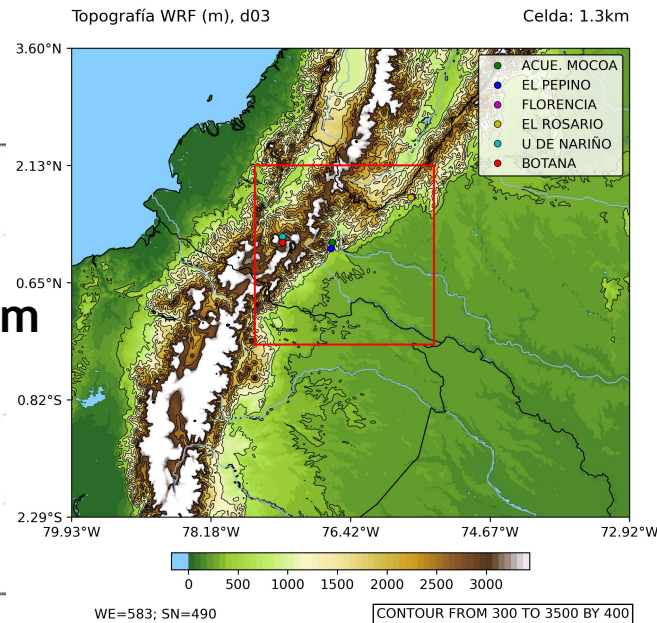 Topografía WRF (m), d03 Celda: 1.3km
3.60°N
2.13°N
0.65°N
0.82°S
2.29°S
79.93°W 78.18°W 76.42°W 74.67°W 72.92°W
ACUE. MOCOA
EL PEPINO
FLORENCIA
EL ROSARIO
U DE NARIÑO
BOTANA
m
0 500 1000 1500 2000 2500 3000
WE=583; SN=490 CONTOUR FROM 300 TO 3500 BY 400